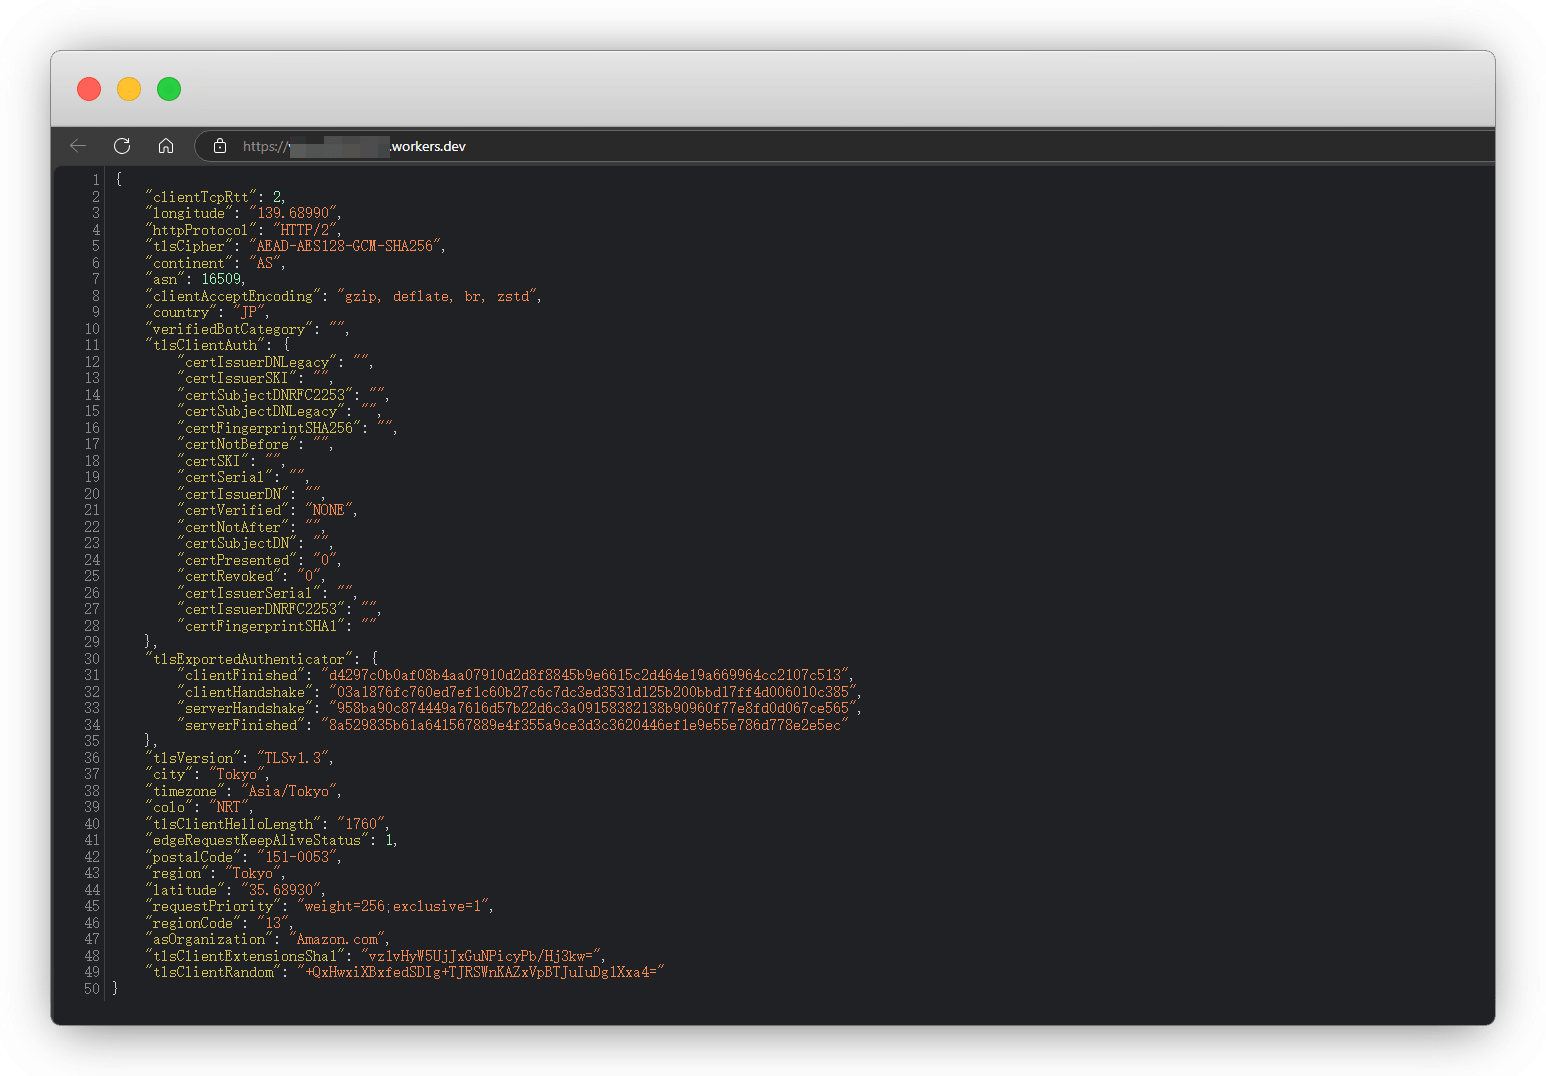 https://.workers.dev
1 {
2 "clientTcpRtt": 2,
3 "longitude": "139.68990",
4 "httpProtocol": "HTTP/2",
5 "tlsCipher": "AEAD-AES128-GCM-SHA256",
6 "continent": "AS",
7 "asn": 16509,
8 "clientAcceptEncoding": "gzip, deflate, br, zstd",
9 "country": "JP",
10 "verifiedBotCategory": "",
11 "tlsClientAuth": {
12 "certIssuerDNLegacy": "",
13 "certIssuerSKI": "",
14 "certSubjectDNRFC2253": "",
15 "certSubjectDNLegacy": "",
16 "certFingerprintSHA256": "",
17 "certNotBefore": "",
18 "certSKI": "",
19 "certSerial": "",
20 "certIssuerDN": "",
21 "certVerified": "NONE",
22 "certNotAfter": "",
23 "certSubjectDN": "",
24 "certPresented": "0",
25 "certRevoked": "0",
26 "certIssuerSerial": "",
27 "certIssuerDNRFC2253": "",
28 "certFingerprintSHA1": ""
29 },
30 "tlsExportedAuthenticator": {
31 "clientFinished": "d4297c0b0af08b4aa07910d2d8f8845b9e6615c2d464e19a669964cc2107c513",
32 "clientHandshake": "03a1876fc760ed7ef1c60b27c6c7dc3ed3531d125b200bbd17ff4d006010c385",
33 "serverHandshake": "958ba90c874449a7616d57b22d6c3a09158382138b90960f77e8fd0d067ce565",
34 "serverFinished": "8a529835b61a641567889e4f355a9ce3d3c3620446ef1e9e55e786d778e2e5ec"
35 },
36 "tlsVersion": "TLSv1.3",
37 "city": "Tokyo",
38 "timezone": "Asia/Tokyo",
39 "colo": "NRT",
40 "tlsClientHelloLength": "1760",
41 "edgeRequestKeepAliveStatus": 1,
42 "postalCode": "151-0053",
43 "region": "Tokyo",
44 "latitude": "35.68930",
45 "requestPriority": "weight=256;exclusive=1",
46 "regionCode": "13",
47 "asOrganization": "Amazon.com",
48 "tlsClientExtensionsSha1": "vzlvHyW5UjJxGuNPicyPb/Hj3kw=",
49 "tlsClientRandom": "+QxHwxiXBxfedSDIg+TJRSWnKAZxVpBTJuIuDg1Xxa4="
50 }